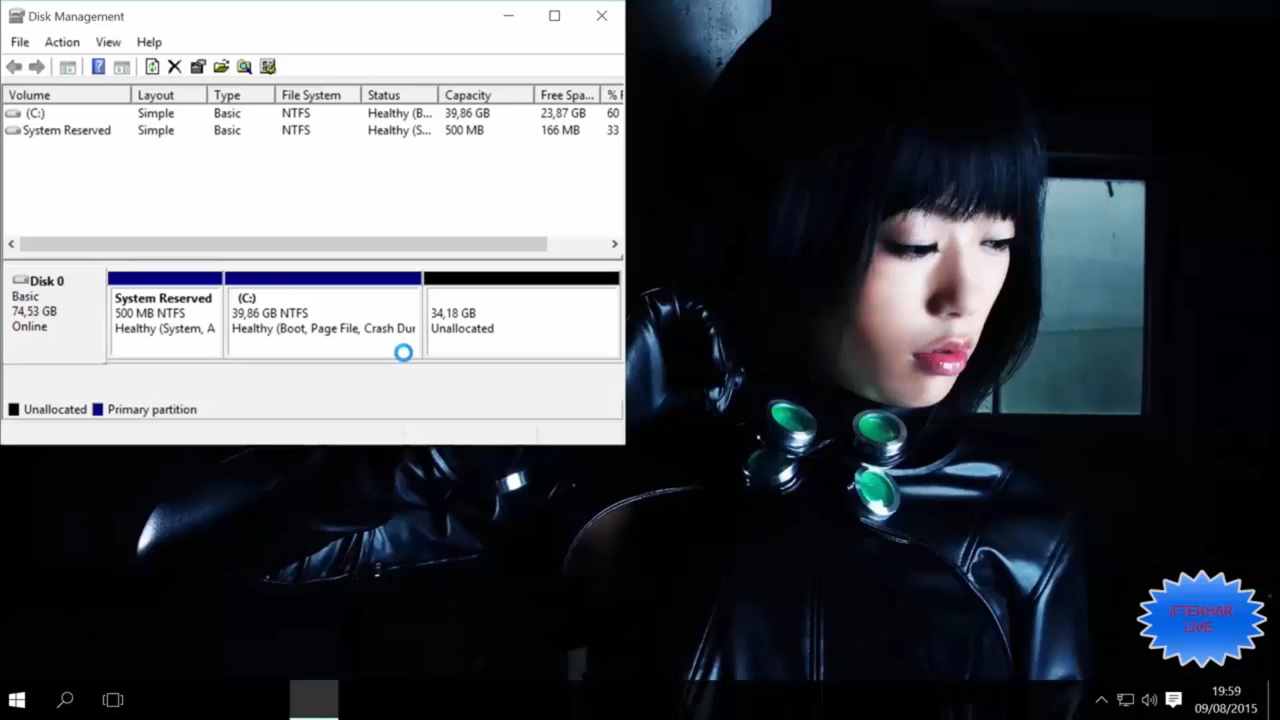 Disk Management
File Action View Help
Volume Layout Type File System Status Capacity Free Spa... % F
(C:) Simple Basic NTFS Healthy (B... 39,86 GB 23,87 GB 60
System Reserved Simple Basic NTFS Healthy (S... 500 MB 166 MB 33
Disk 0
Basic
74,53 GB
Online
System Reserved
500 MB NTFS
Healthy (System, A
(C:)
39,86 GB NTFS
Healthy (Boot, Page File, Crash Dur
34,18 GB
Unallocated
Unallocated Primary partition
iFTEKHAR
LIVE
19:59
09/08/2015